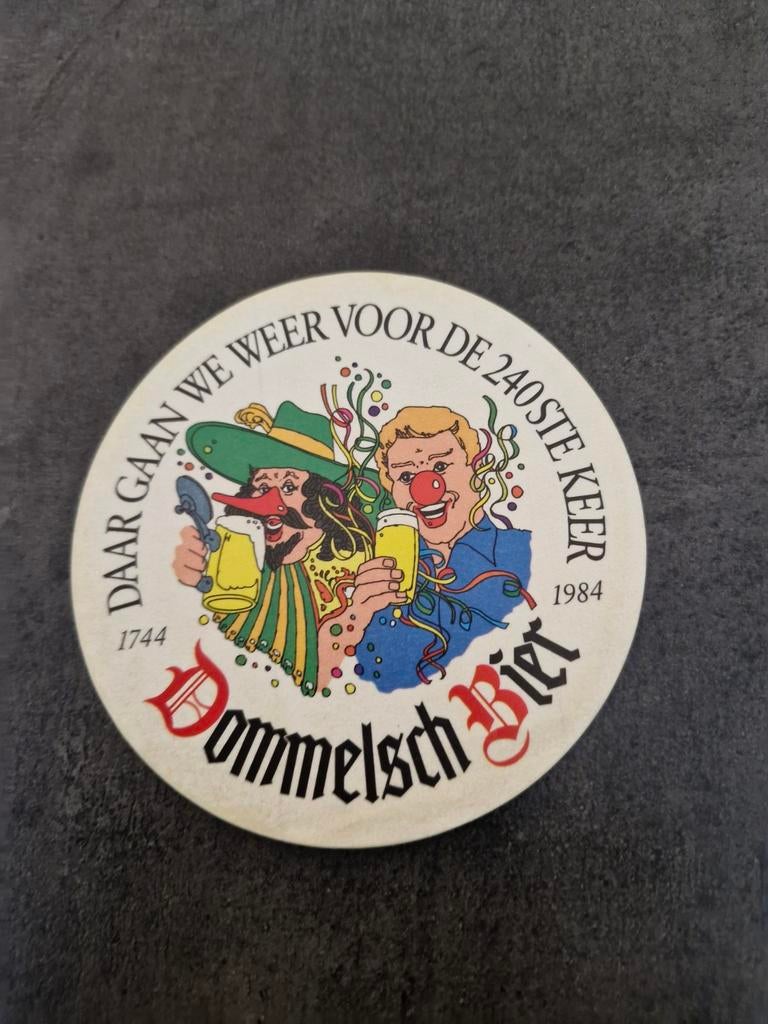 DAAR GAAN WE WEER VOOR DE 240STE KEER
1744
1984
Dommelsch Bier